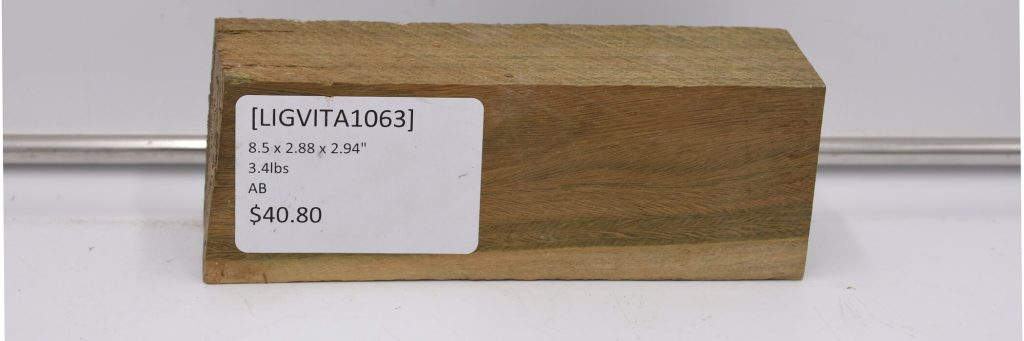 [LIGVITA1063]
8.5 x 2.88 x 2.94"
3.4lbs
AB
$40.80